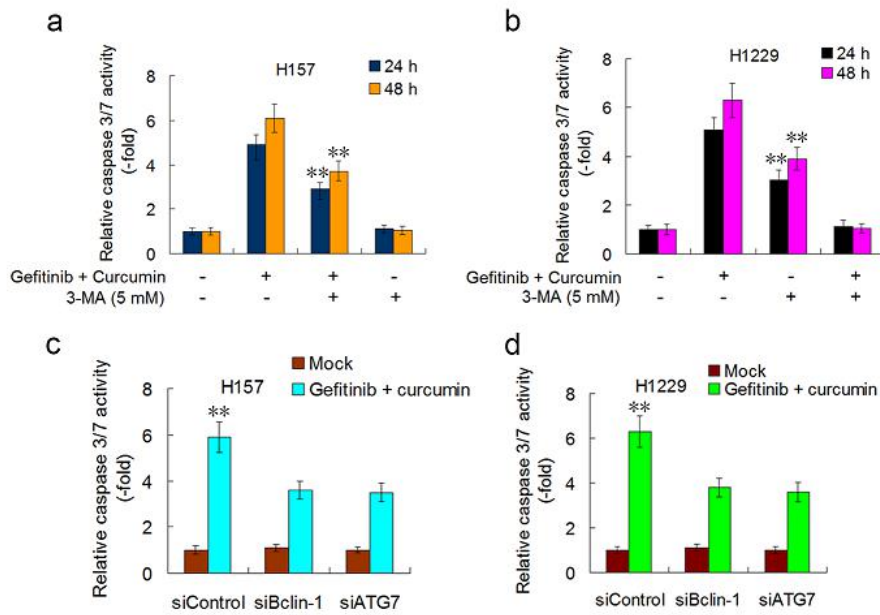 a
H157
24 h
48 h
Relative caspase 3/7 activity
(-fold)
8
6
4
2
0
Gefitinib + Curcumin - + + -
3-MA (5 mM) - - + +
b
H1229
24 h
48 h
Relative caspase 3/7 activity
(-fold)
8
6
4
2
0
** ** ** **
Gefitinib + Curcumin - + - +
3-MA (5 mM) - - + +
c
Mock
H157
Gefitinib + curcumin
Relative caspase 3/7 activity
(-fold)
8
6
4
2
0
**
siControl siBclin-1 siATG7
d
Mock
H1229
Gefitinib + curcumin
Relative caspase 3/7 activity
(-fold)
8
6
4
2
0
**
siControl siBclin-1 siATG7